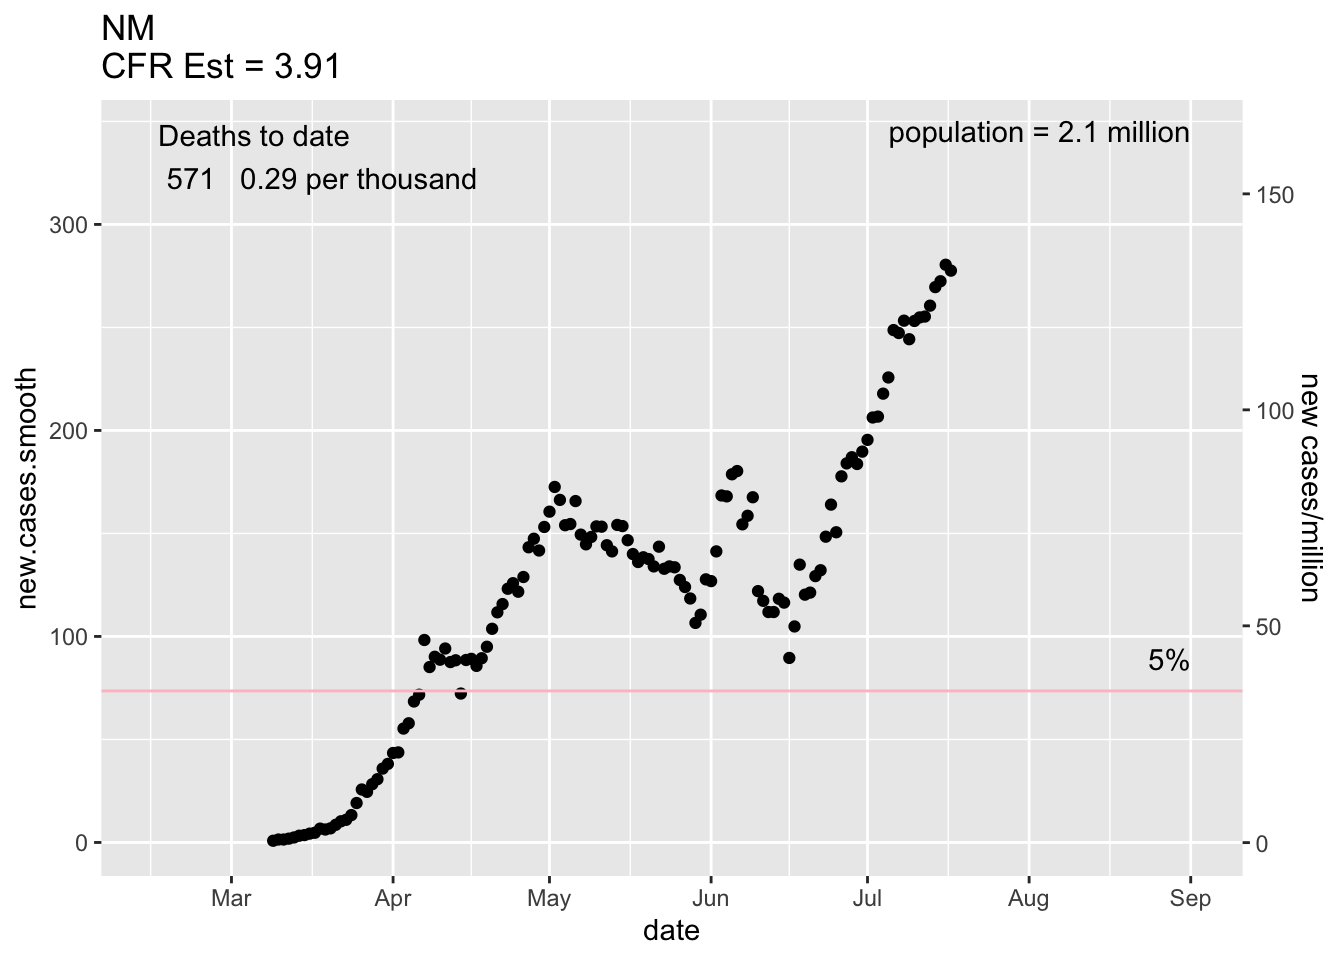 NM
CFR Est = 3.91
Deaths to date
571 0.29 per thousand
population = 2.1 million
300
200
100
0
new.cases.smooth
150
100
50
0
new cases/million
5%
Mar Apr May Jun Jul Aug Sep
date